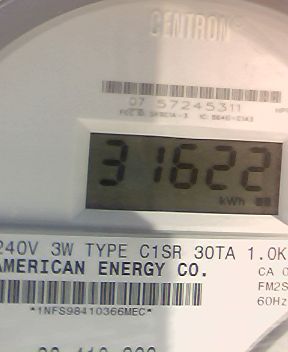 CENTRON®
07 57245311
31622
kWh
240V 3W TYPE C1SR 30TA 1.0K
AMERICAN ENERGY CO.
CA 0
FM2S
60Hz
*1NFS98410366MEC*